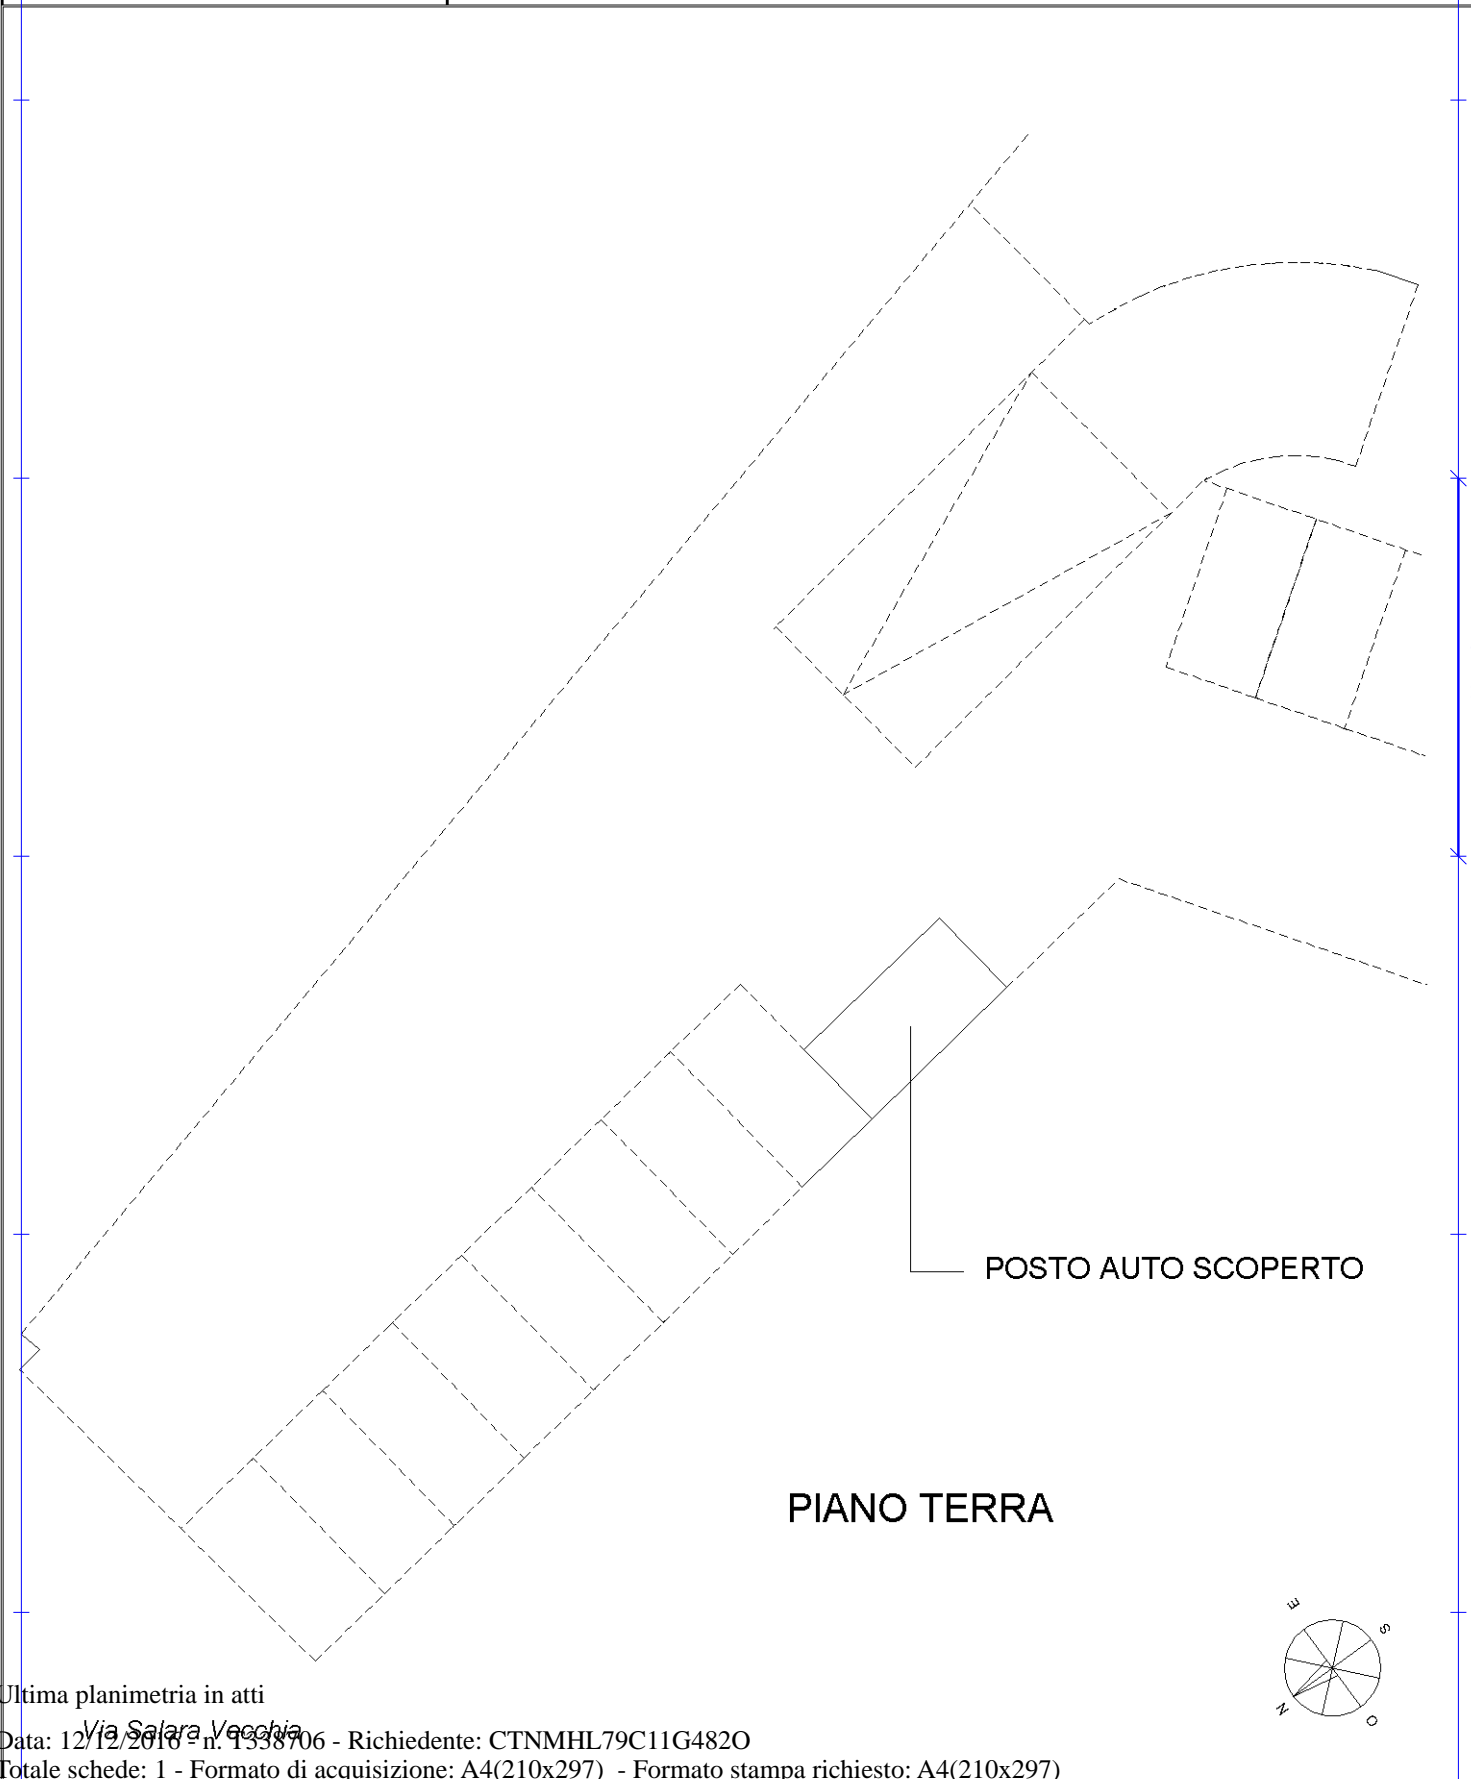 POSTO AUTO SCOPERTO
PIANO TERRA
E
S
N
O
Ultima planimetria in atti
Via Salara Vecchia
Data: 12/12/2016 - n. T338706 - Richiedente: CTNMHL79C11G482O
Totale schede: 1 - Formato di acquisizione: A4(210x297) - Formato stampa richiesto: A4(210x297)